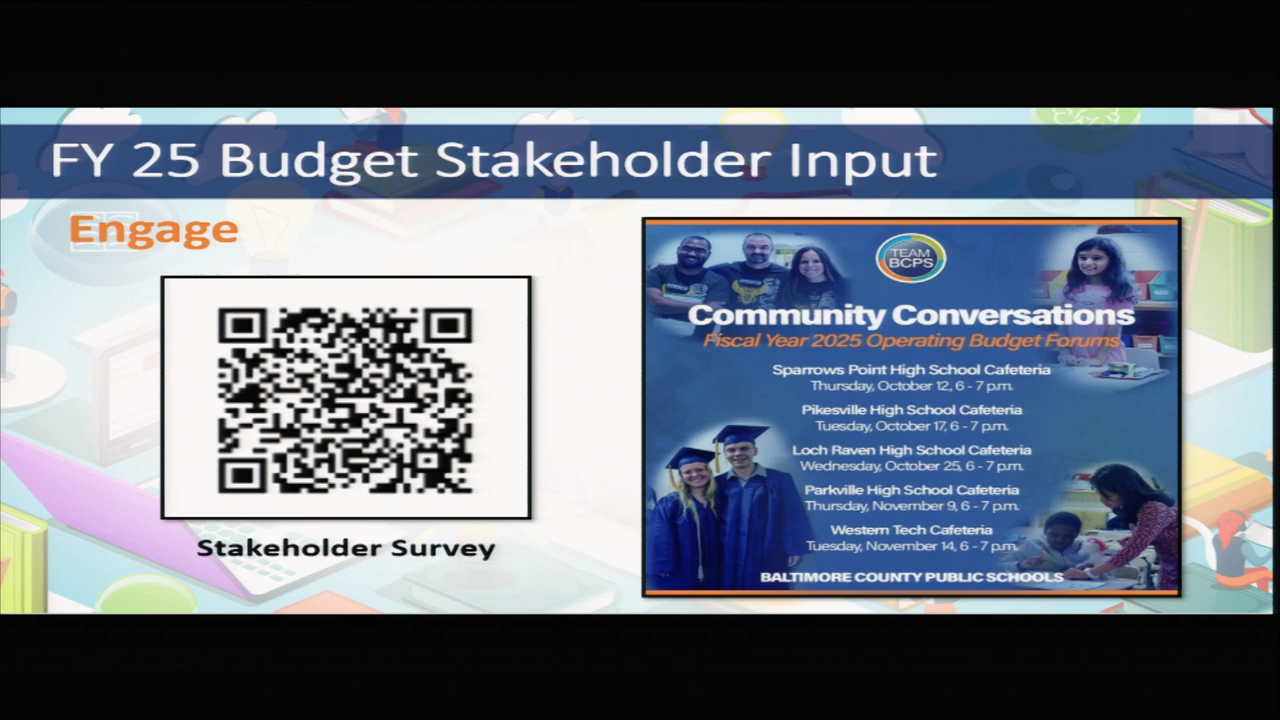 FY 25 Budget Stakeholder Input
Engage
Stakeholder Survey
TEAM
BCPS
Community Conversations
Fiscal Year 2025 Operating Budget Forums
Sparrows Point High School Cafeteria
Thursday, October 12, 6 - 7 p.m.
Pikesville High School Cafeteria
Tuesday, October 17, 6 - 7 p.m.
Loch Raven High School Cafeteria
Wednesday, October 25, 6 - 7 p.m.
Parkville High School Cafeteria
Thursday, November 9, 6 - 7 p.m.
Western Tech Cafeteria
Tuesday, November 14, 6 - 7 p.m.
BALTIMORE COUNTY PUBLIC SCHOOLS